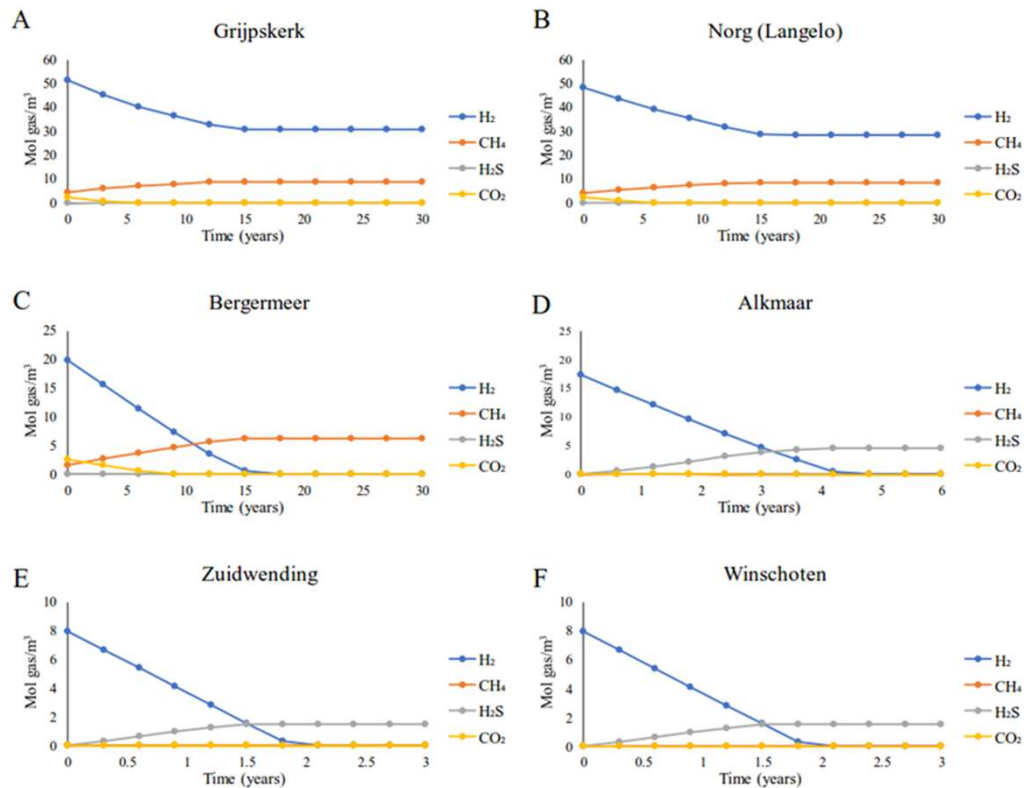 A
Grijpskerk
60
50
40
30
20
10
0
Mol gas/m³
0 5 10 15 20 25 30
Time (years)
H₂
CH₄
H₂S
CO₂
B
Norg (Langelo)
60
50
40
30
20
10
0
Mol gas/m³
0 5 10 15 20 25 30
Time (years)
H₂
CH₄
H₂S
CO₂
C
Bergermeer
25
20
15
10
5
0
Mol gas/m³
0 5 10 15 20 25 30
Time (years)
H₂
CH₄
H₂S
CO₂
D
Alkmaar
25
20
15
10
5
0
Mol gas/m³
0 1 2 3 4 5 6
Time (years)
H₂
CH₄
H₂S
CO₂
E
Zuidwending
10
8
6
4
2
0
Mol gas/m³
0 0.5 1 1.5 2 2.5 3
Time (years)
H₂
CH₄
H₂S
CO₂
F
Winschoten
10
8
6
4
2
0
Mol gas/m³
0 0.5 1 1.5 2 2.5 3
Time (years)
H₂
CH₄
H₂S
CO₂